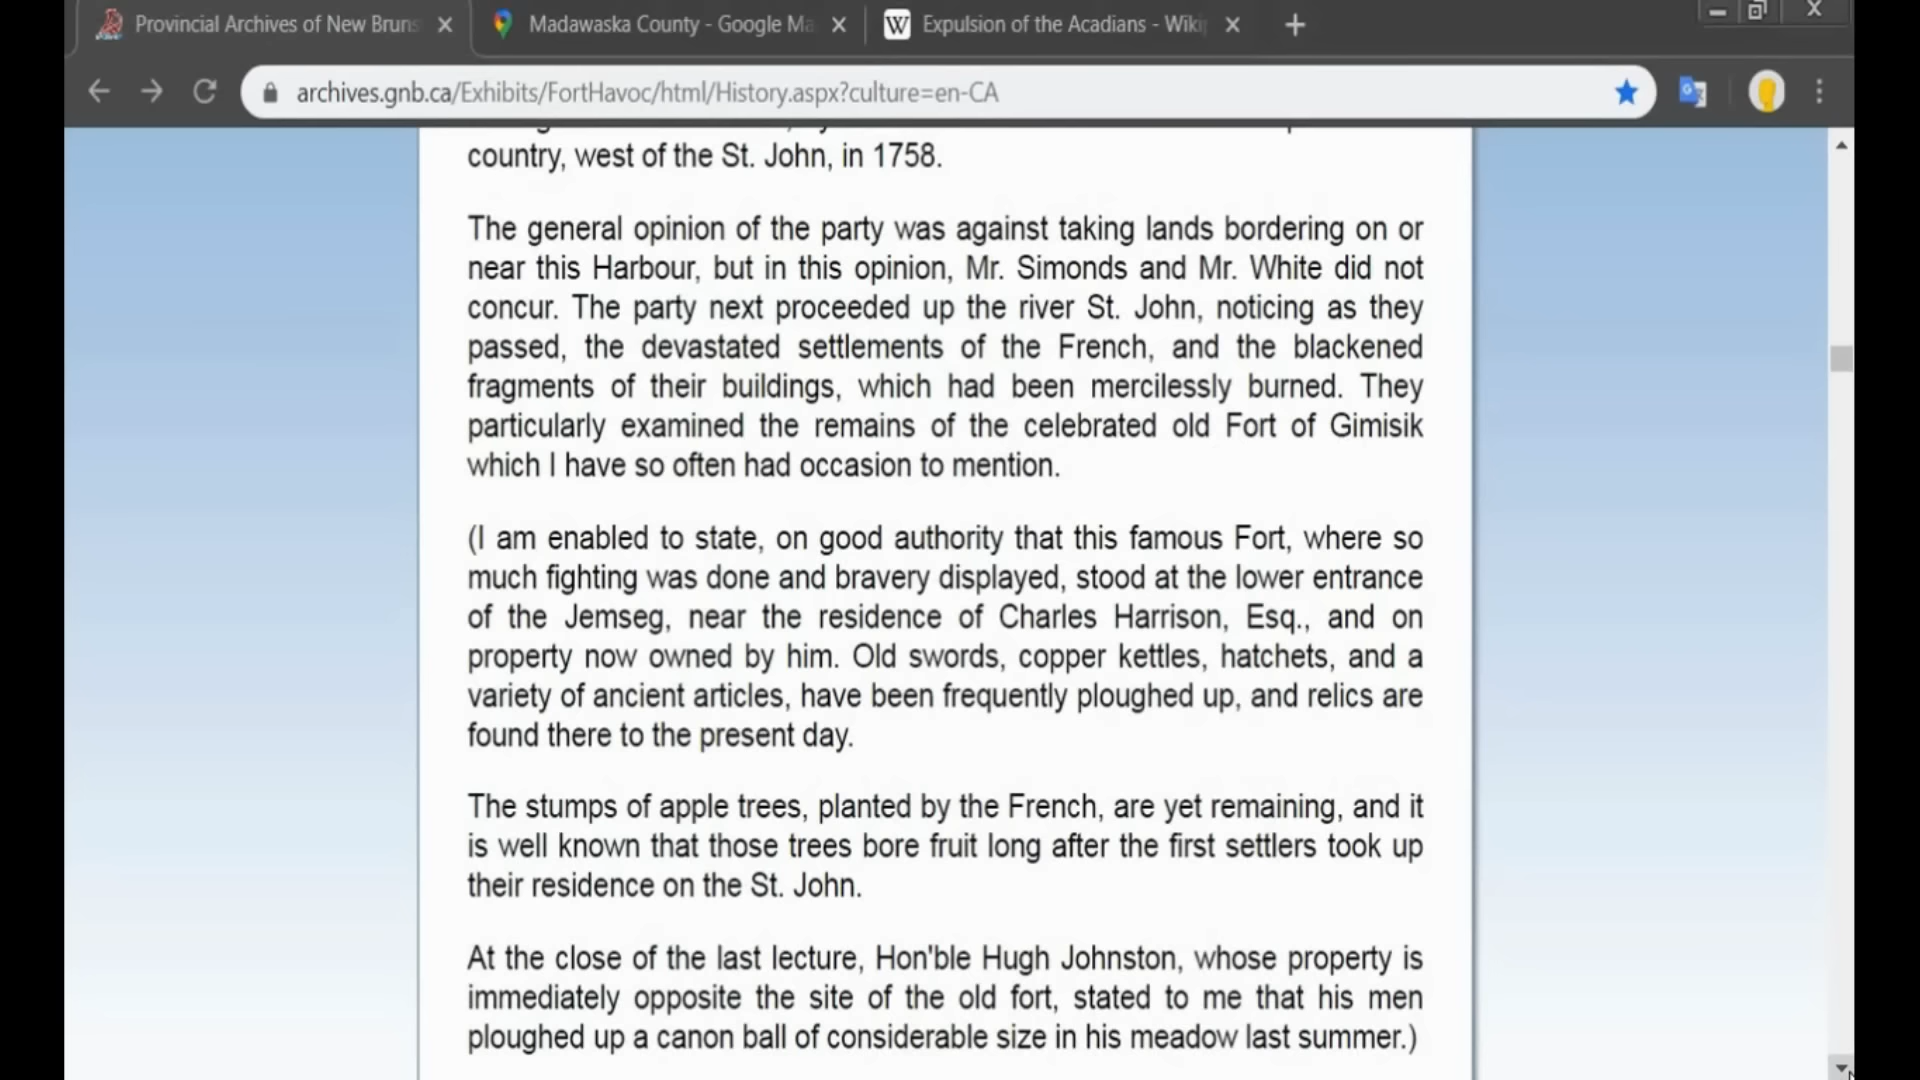 Provincial Archives of New Bruns
Madawaska County - Google Ma
W Expulsion of the Acadians - Wiki
archives.gnb.ca/Exhibits/FortHavoc/html/History.aspx?culture=en-CA
country, west of the St. John, in 1758.
The general opinion of the party was against taking lands bordering on or
near this Harbour, but in this opinion, Mr. Simonds and Mr. White did not
concur. The party next proceeded up the river St. John, noticing as they
passed, the devastated settlements of the French, and the blackened
fragments of their buildings, which had been mercilessly burned. They
particularly examined the remains of the celebrated old Fort of Gimisik
which I have so often had occasion to mention.
(I am enabled to state, on good authority that this famous Fort, where so
much fighting was done and bravery displayed, stood at the lower entrance
of the Jemseg, near the residence of Charles Harrison, Esq., and on
property now owned by him. Old swords, copper kettles, hatchets, and a
variety of ancient articles, have been frequently ploughed up, and relics are
found there to the present day.
The stumps of apple trees, planted by the French, are yet remaining, and it
is well known that those trees bore fruit long after the first settlers took up
their residence on the St. John.
At the close of the last lecture, Hon'ble Hugh Johnston, whose property is
immediately opposite the site of the old fort, stated to me that his men
ploughed up a canon ball of considerable size in his meadow last summer.)